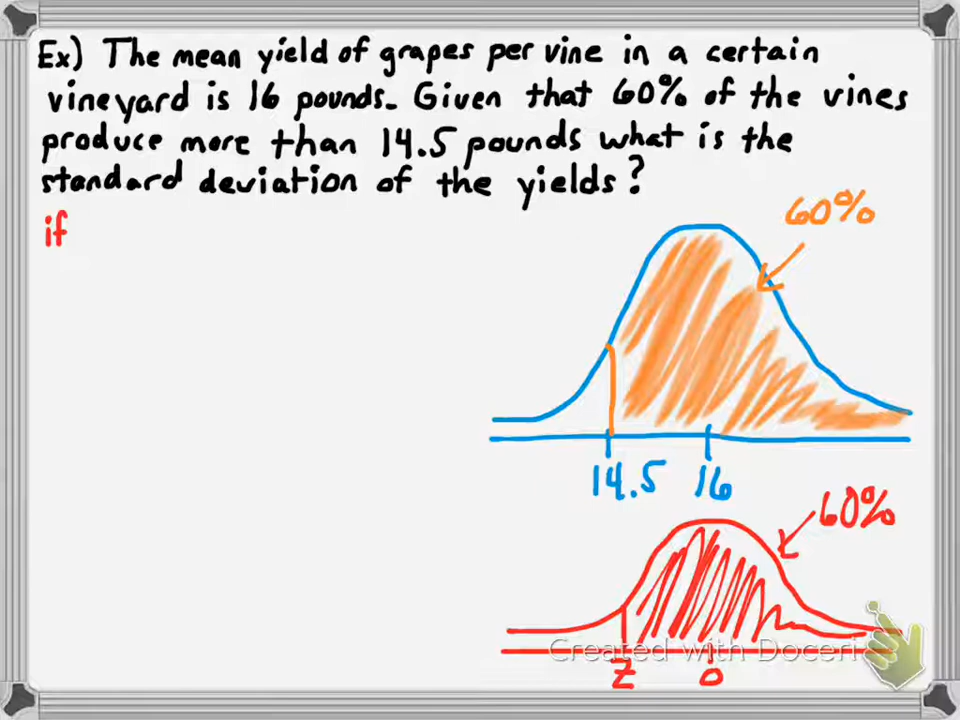 Ex) The mean yield of grapes per vine in a certain
vineyard is 16 pounds. Given that 60% of the vines
produce more than 14.5 pounds what is the
standard deviation of the yields?
if
60%
14.5 16
60%
Created with Doceri
z 0